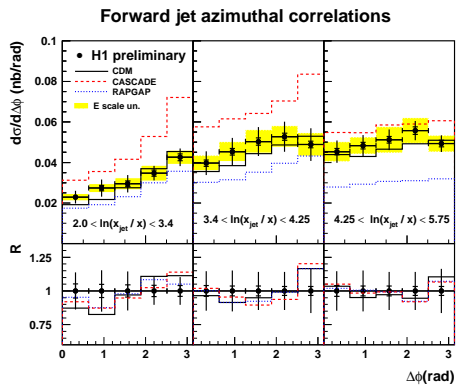 Forward jet azimuthal correlations
dσ/dΔϕ (nb/rad)
0.1
0.08
0.06
0.04
0.02
H1 preliminary
CDM
CASCADE
RAPGAP
E scale un.
2.0 < ln(x_jet / x) < 3.4
3.4 < ln(x_jet / x) < 4.25
4.25 < ln(x_jet / x) < 5.75
R
1.25
1
0.75
0 1 2 3 0 1 2 3 0 1 2 3
Δϕ(rad)